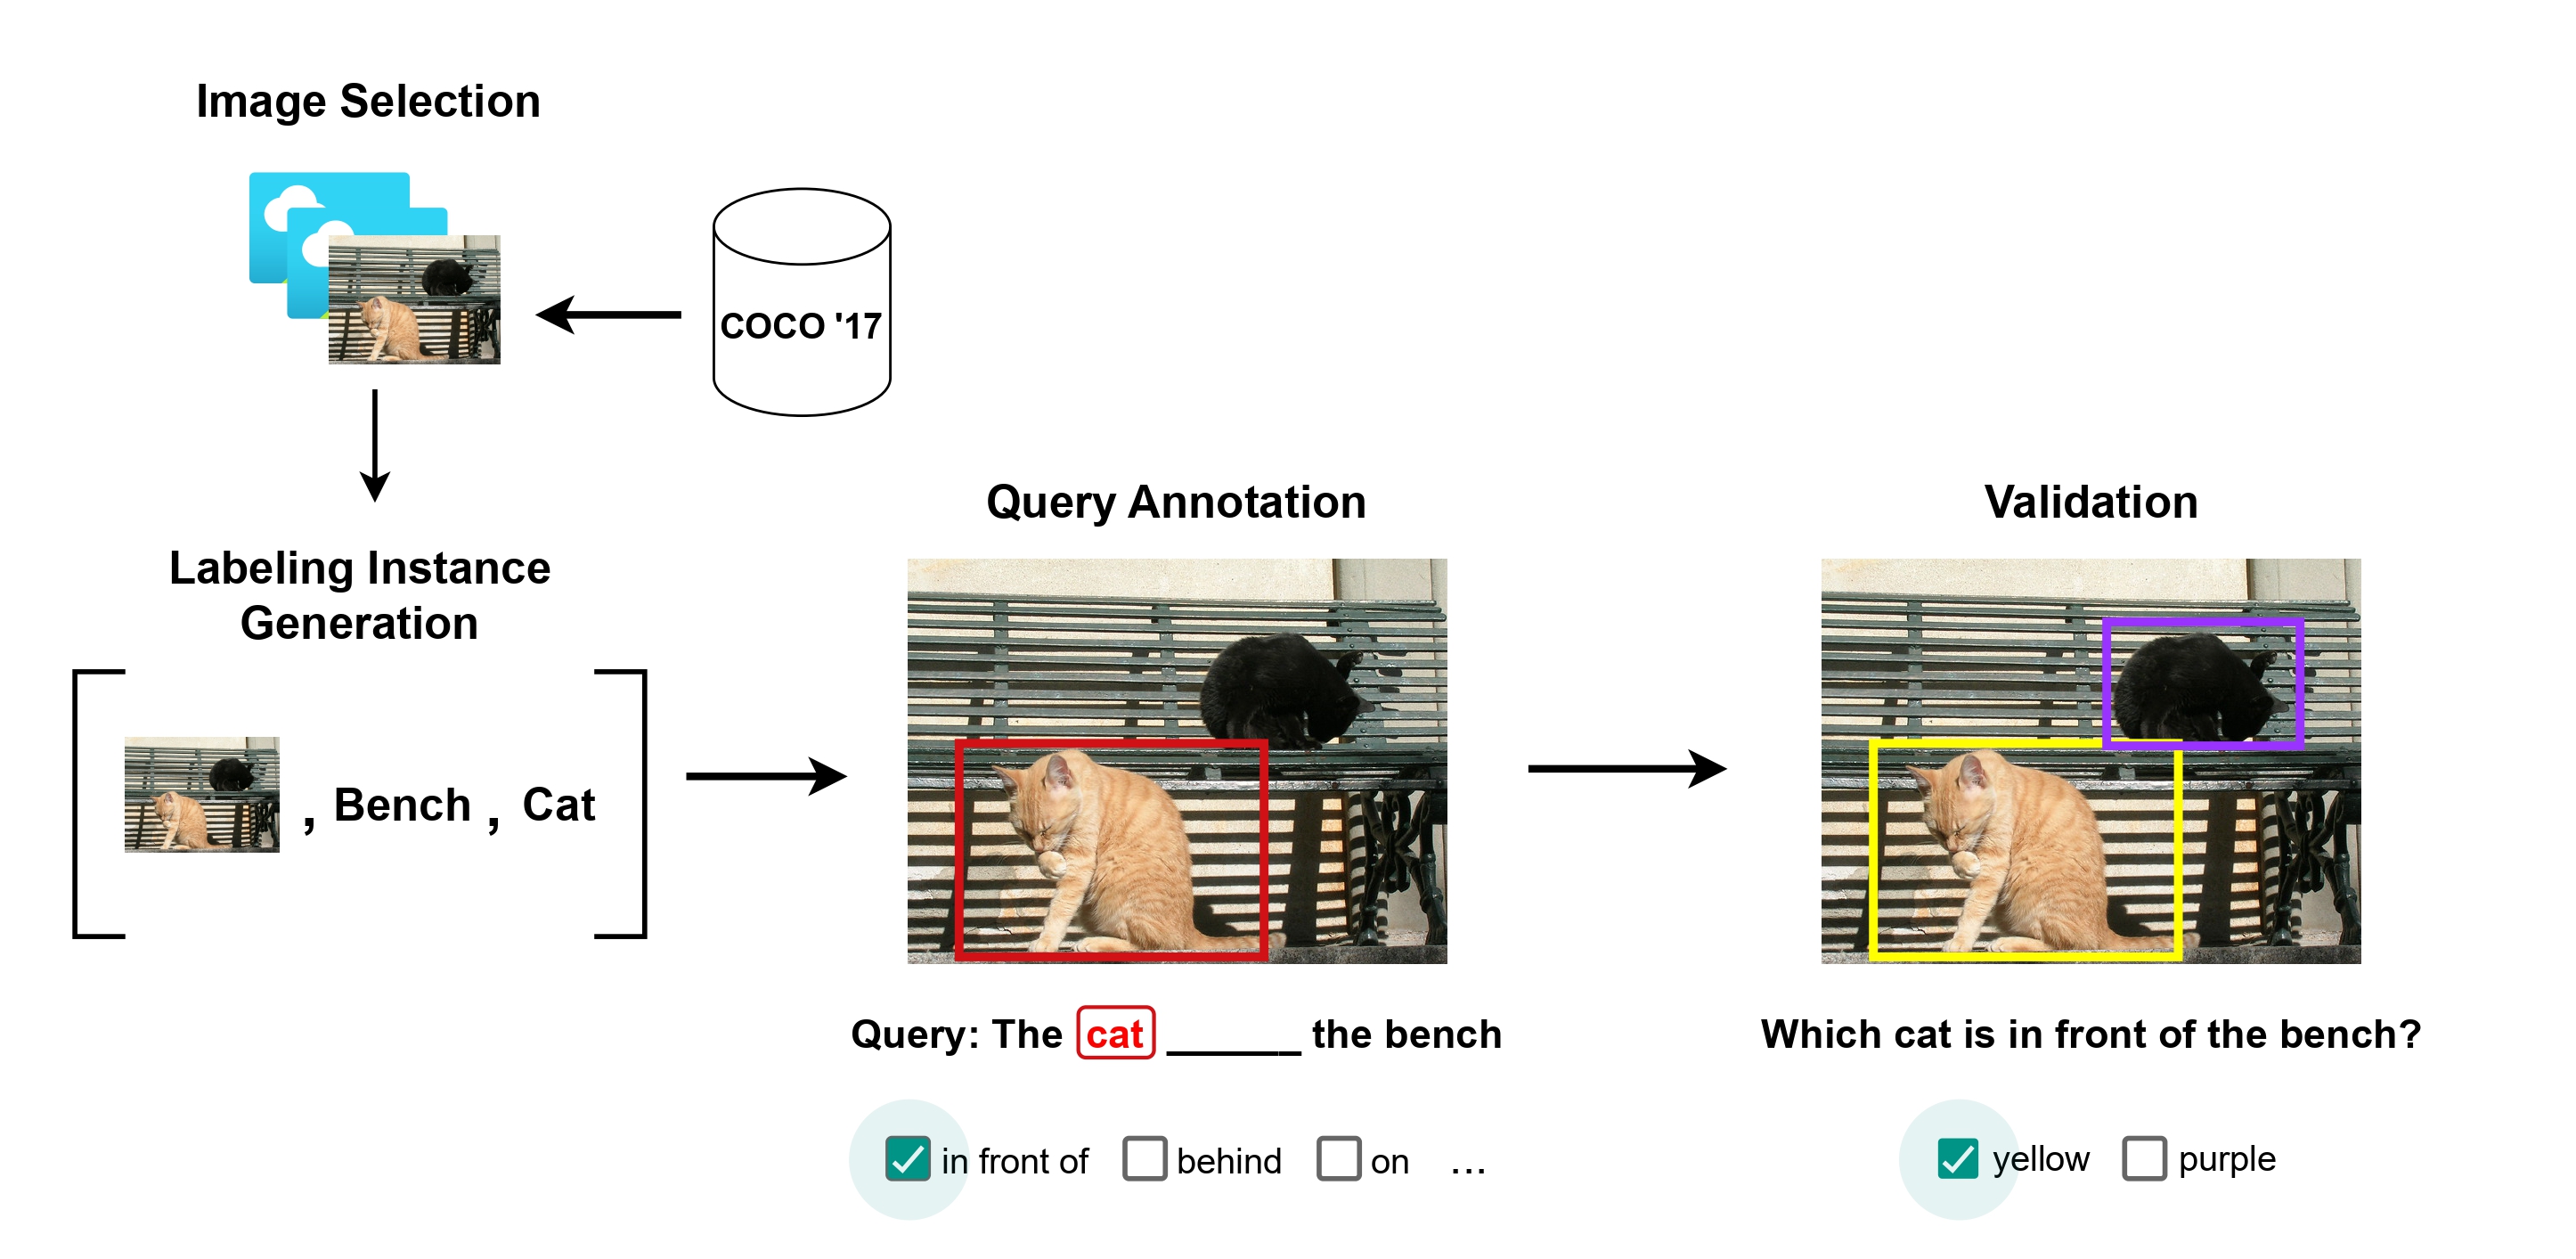 Image Selection
COCO '17
Labeling Instance
Generation
, Bench , Cat
Query Annotation
Query: The cat ______ the bench
in front of behind on ...
Validation
Which cat is in front of the bench?
yellow purple